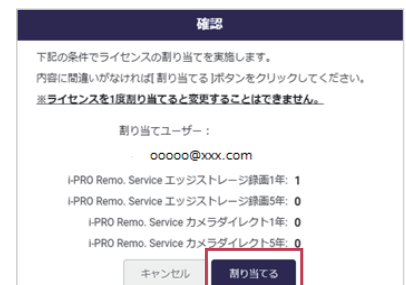 確認
下記の条件でライセンスの割り当てを実施します。
内容に間違いがなければ[割り当てる]ボタンをクリックしてください。
※ライセンスを1度割り当てると変更することはできません。
割り当てユーザー：
ooooo@xxx.com
i-PRO Remo. Service エッジストレージ録画1年: 1
i-PRO Remo. Service エッジストレージ録画5年: 0
i-PRO Remo. Service カメラダイレクト1年: 0
i-PRO Remo. Service カメラダイレクト5年: 0
キャンセル 割り当てる